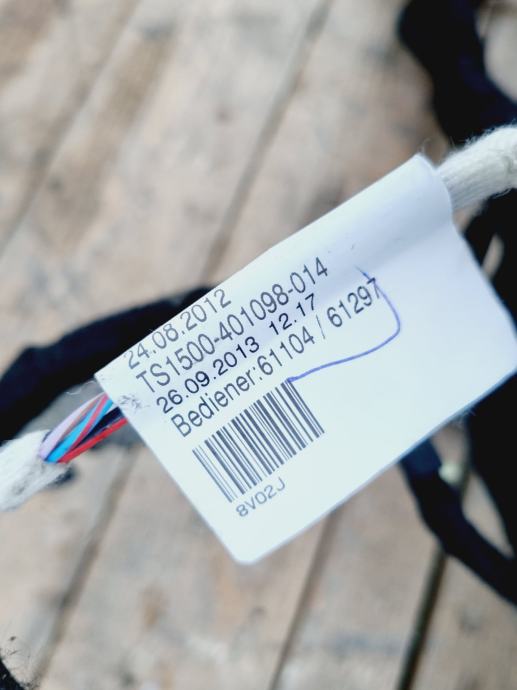 24.08.2012
TS1500-401098-014
26.09.2013 12.17
Bediener:61104 / 61297
8V02J